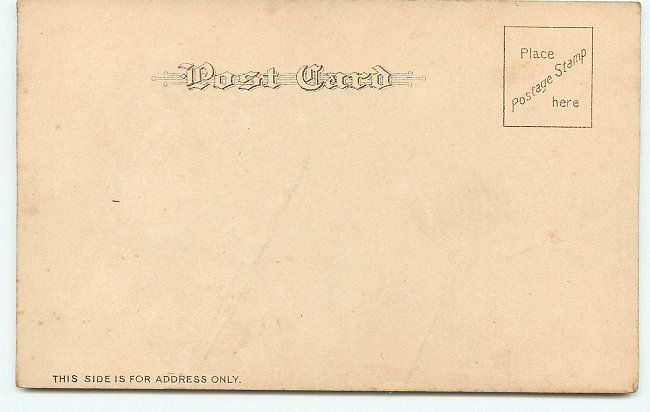 Post Card
Place
Postage Stamp
here
THIS SIDE IS FOR ADDRESS ONLY.